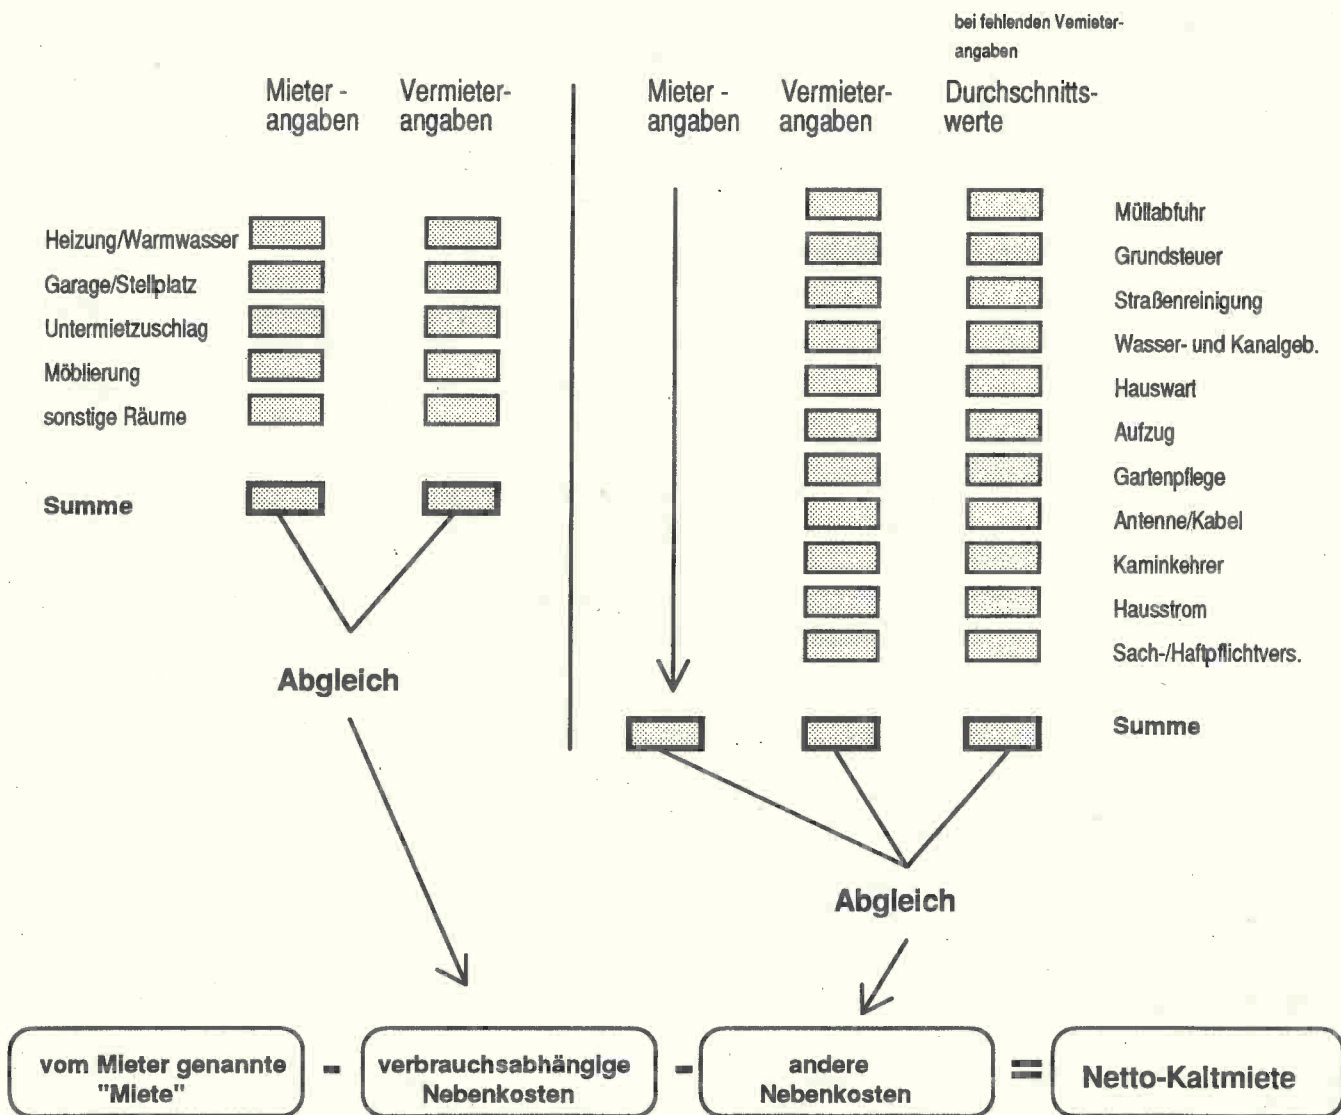 bei fehlenden Vemieter-
angaben
Mieter -
angaben
Vermieter-
angaben
Mieter -
angaben
Vermieter-
angaben
Durchschnitts-
werte
Heizung/Warmwasser
Garage/Stellplatz
Untermietzuschlag
Möblierung
sonstige Räume
Summe
Abgleich
Müllabfuhr
Grundsteuer
Straßenreinigung
Wasser- und Kanalgeb.
Hauswart
Aufzug
Gartenpflege
Antenne/Kabel
Kaminkehrer
Hausstrom
Sach-/Haftpflichtvers.
Summe
Abgleich
vom Mieter genannte
"Miete"
-
verbrauchsabhängige
Nebenkosten
-
andere
Nebenkosten
=
Netto-Kaltmiete